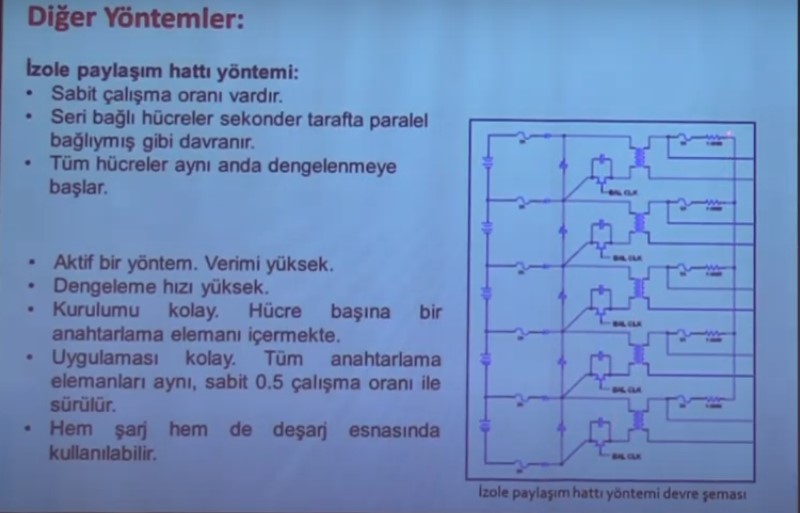 Diğer Yöntemler:
İzole paylaşım hattı yöntemi:
• Sabit çalışma oranı vardır.
• Seri bağlı hücreler sekonder tarafta paralel
bağlıymış gibi davranır.
• Tüm hücreler aynı anda dengelenmeye
başlar.
• Aktif bir yöntem. Verimi yüksek.
• Dengeleme hızı yüksek.
• Kurulumu kolay. Hücre başına bir
anahtarlama elemanı içermekte.
• Uygulaması kolay. Tüm anahtarlama
elemanları aynı, sabit 0.5 çalışma oranı ile
sürülür.
• Hem şarj hem de deşarj esnasında
kullanılabilir.
BAL CLK
BAL CLK
BAL CLK
BAL CLK
BAL CLK
İzole paylaşım hattı yöntemi devre şeması